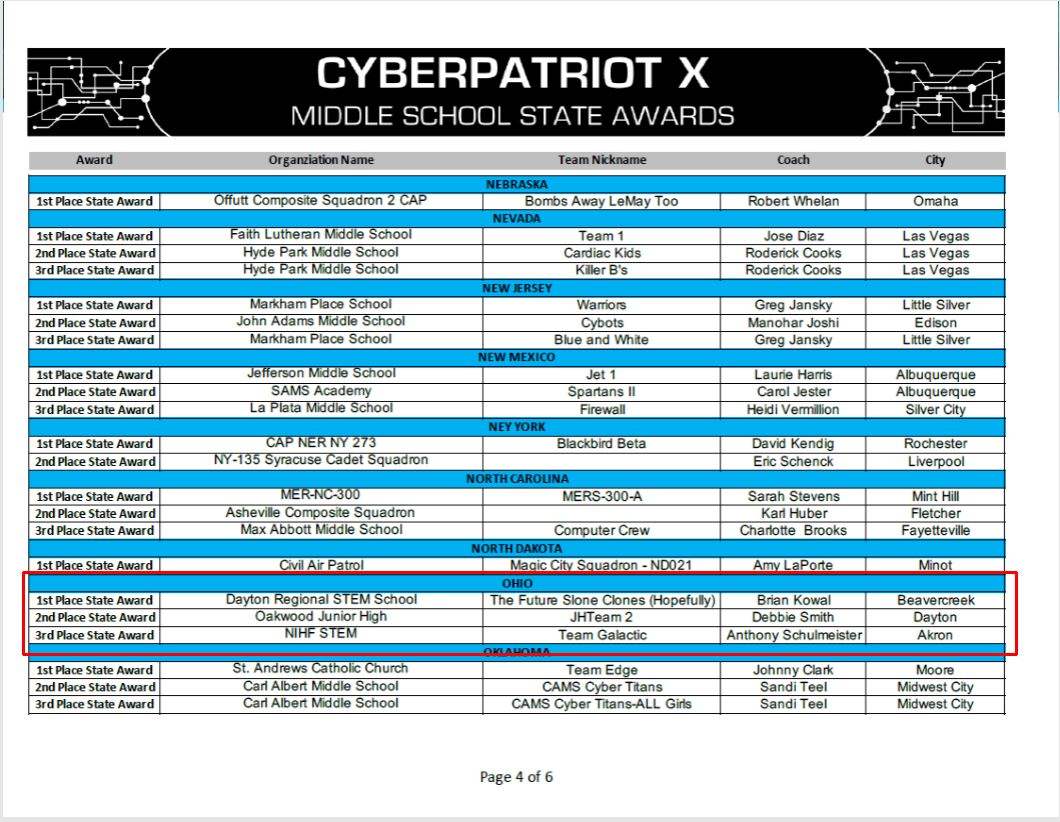 CYBERPATRIOT X
MIDDLE SCHOOL STATE AWARDS
Award Organziation Name Team Nickname Coach City
NEBRASKA
1st Place State Award Offutt Composite Squadron 2 CAP Bombs Away LeMay Too Robert Whelan Omaha
NEVADA
1st Place State Award Faith Lutheran Middle School Team 1 Jose Diaz Las Vegas
2nd Place State Award Hyde Park Middle School Cardiac Kids Roderick Cooks Las Vegas
3rd Place State Award Hyde Park Middle School Killer B's Roderick Cooks Las Vegas
NEW JERSEY
1st Place State Award Markham Place School Warriors Greg Jansky Little Silver
2nd Place State Award John Adams Middle School Cybots Manohar Joshi Edison
3rd Place State Award Markham Place School Blue and White Greg Jansky Little Silver
NEW MEXICO
1st Place State Award Jefferson Middle School Jet 1 Laurie Harris Albuquerque
2nd Place State Award SAMS Academy Spartans II Carol Jester Albuquerque
3rd Place State Award La Plata Middle School Firewall Heidi Vermillion Silver City
NEY YORK
1st Place State Award CAP NER NY 273 Blackbird Beta David Kendig Rochester
2nd Place State Award NY-135 Syracuse Cadet Squadron Eric Schenck Liverpool
NORTH CAROLINA
1st Place State Award MER-NC-300 MERS-300-A Sarah Stevens Mint Hill
2nd Place State Award Asheville Composite Squadron Karl Huber Fletcher
3rd Place State Award Max Abbott Middle School Computer Crew Charlotte Brooks Fayetteville
NORTH DAKOTA
1st Place State Award Civil Air Patrol Magic City Squadron - ND021 Amy LaPorte Minot
OHIO
1st Place State Award Dayton Regional STEM School The Future Slone Clones (Hopefully) Brian Kowal Beavercreek
2nd Place State Award Oakwood Junior High JHTeam 2 Debbie Smith Dayton
3rd Place State Award NIHF STEM Team Galactic Anthony Schulmeister Akron
OKLAHOMA
1st Place State Award St. Andrews Catholic Church Team Edge Johnny Clark Moore
2nd Place State Award Carl Albert Middle School CAMS Cyber Titans Sandi Teel Midwest City
3rd Place State Award Carl Albert Middle School CAMS Cyber Titans-ALL Girls Sandi Teel Midwest City
Page 4 of 6